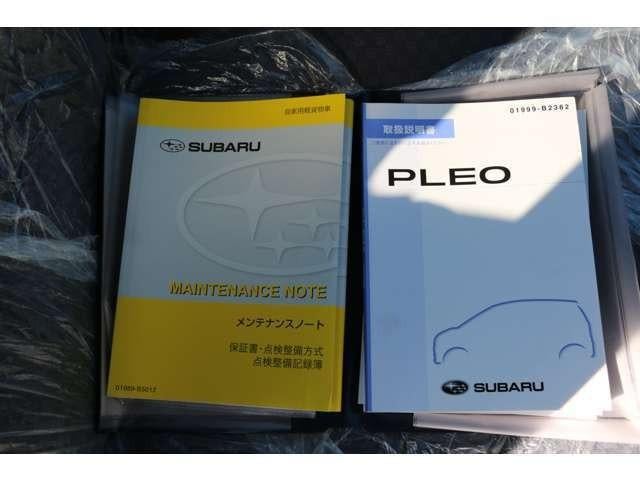 自家用軽貨物車
SUBARU
MAINTENANCE NOTE
メンテナンスノート
保証書・点検整備方式
点検整備記録簿
01999-B5012
01999-B2362
取扱説明書
PLEO
SUBARU